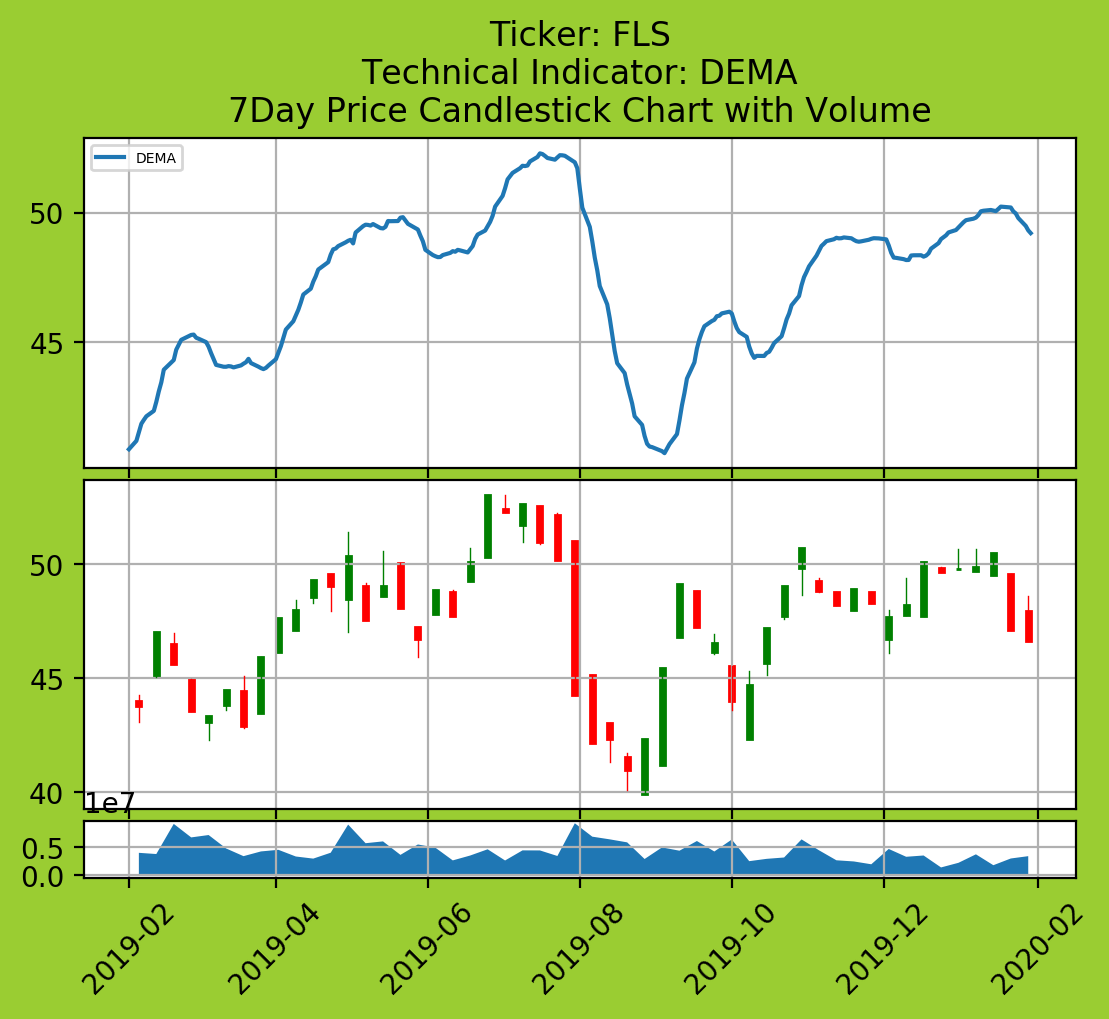 Ticker: FLS
Technical Indicator: DEMA
7Day Price Candlestick Chart with Volume
DEMA
50
45
50
45
40
1e7
0.5
0.0
2019-02
2019-04
2019-06
2019-08
2019-10
2019-12
2020-02